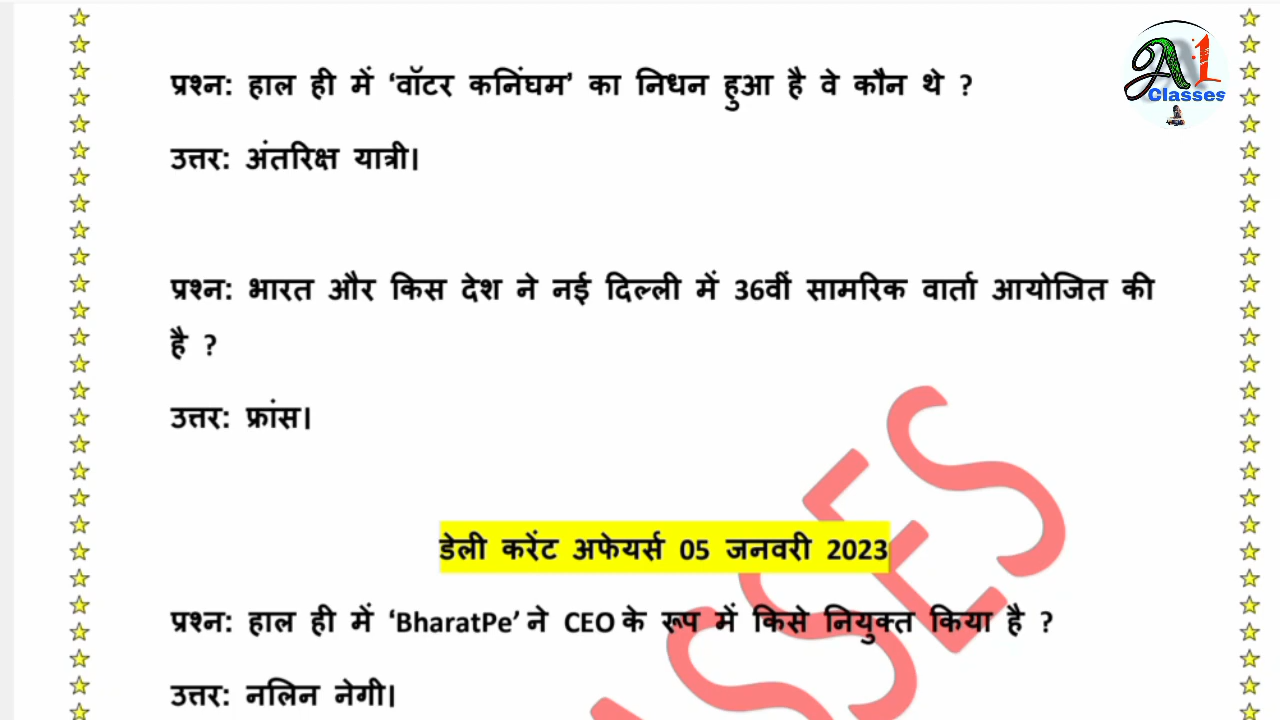 A1
Classes
प्रश्न: हाल ही में ‘वॉटर कनिंघम’ का निधन हुआ है वे कौन थे ?
उत्तर: अंतरिक्ष यात्री।
प्रश्न: भारत और किस देश ने नई दिल्ली में 36वीं सामरिक वार्ता आयोजित की
है ?
उत्तर: फ्रांस।
डेली करेंट अफेयर्स 05 जनवरी 2023
प्रश्न: हाल ही में ‘BharatPe’ ने CEO के रूप में किसे नियुक्त किया है ?
उत्तर: नलिन नेगी।